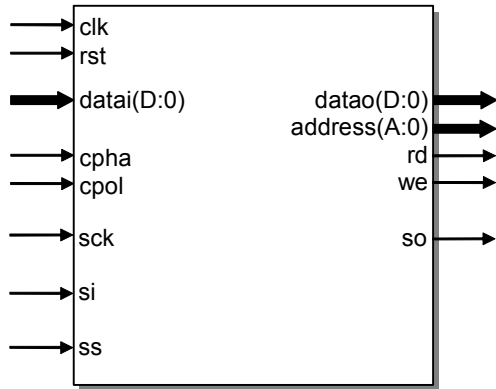 clk
rst
datai(D:0)
datao(D:0)
address(A:0)
cpha
rd
cpol
we
sck
so
si
ss